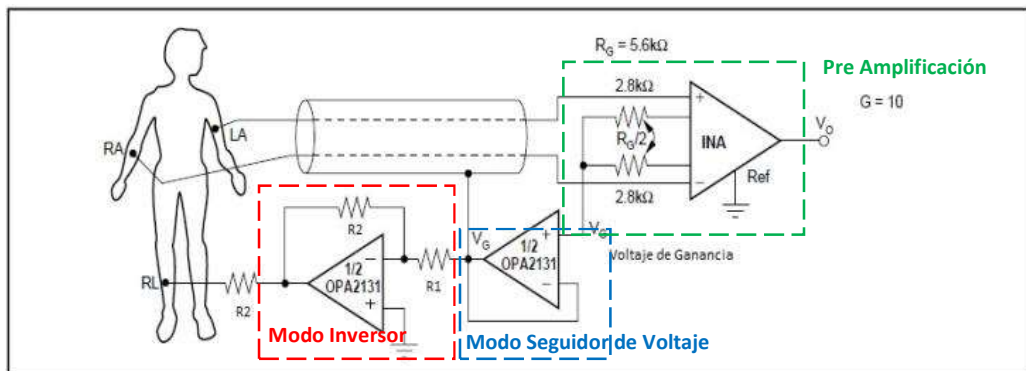 R_G = 5.6kΩ
Pre Amplificación
2.8kΩ
G = 10
+
V_O
LA
R_G/2
INA
RA
−
Ref
2.8kΩ
R2
V_G
+
V_G
1/2
OPA2131
−
Voltaje de Ganancia
−
1/2
OPA2131
+
RL
R2
R1
Modo Inversor
Modo Seguidor de Voltaje